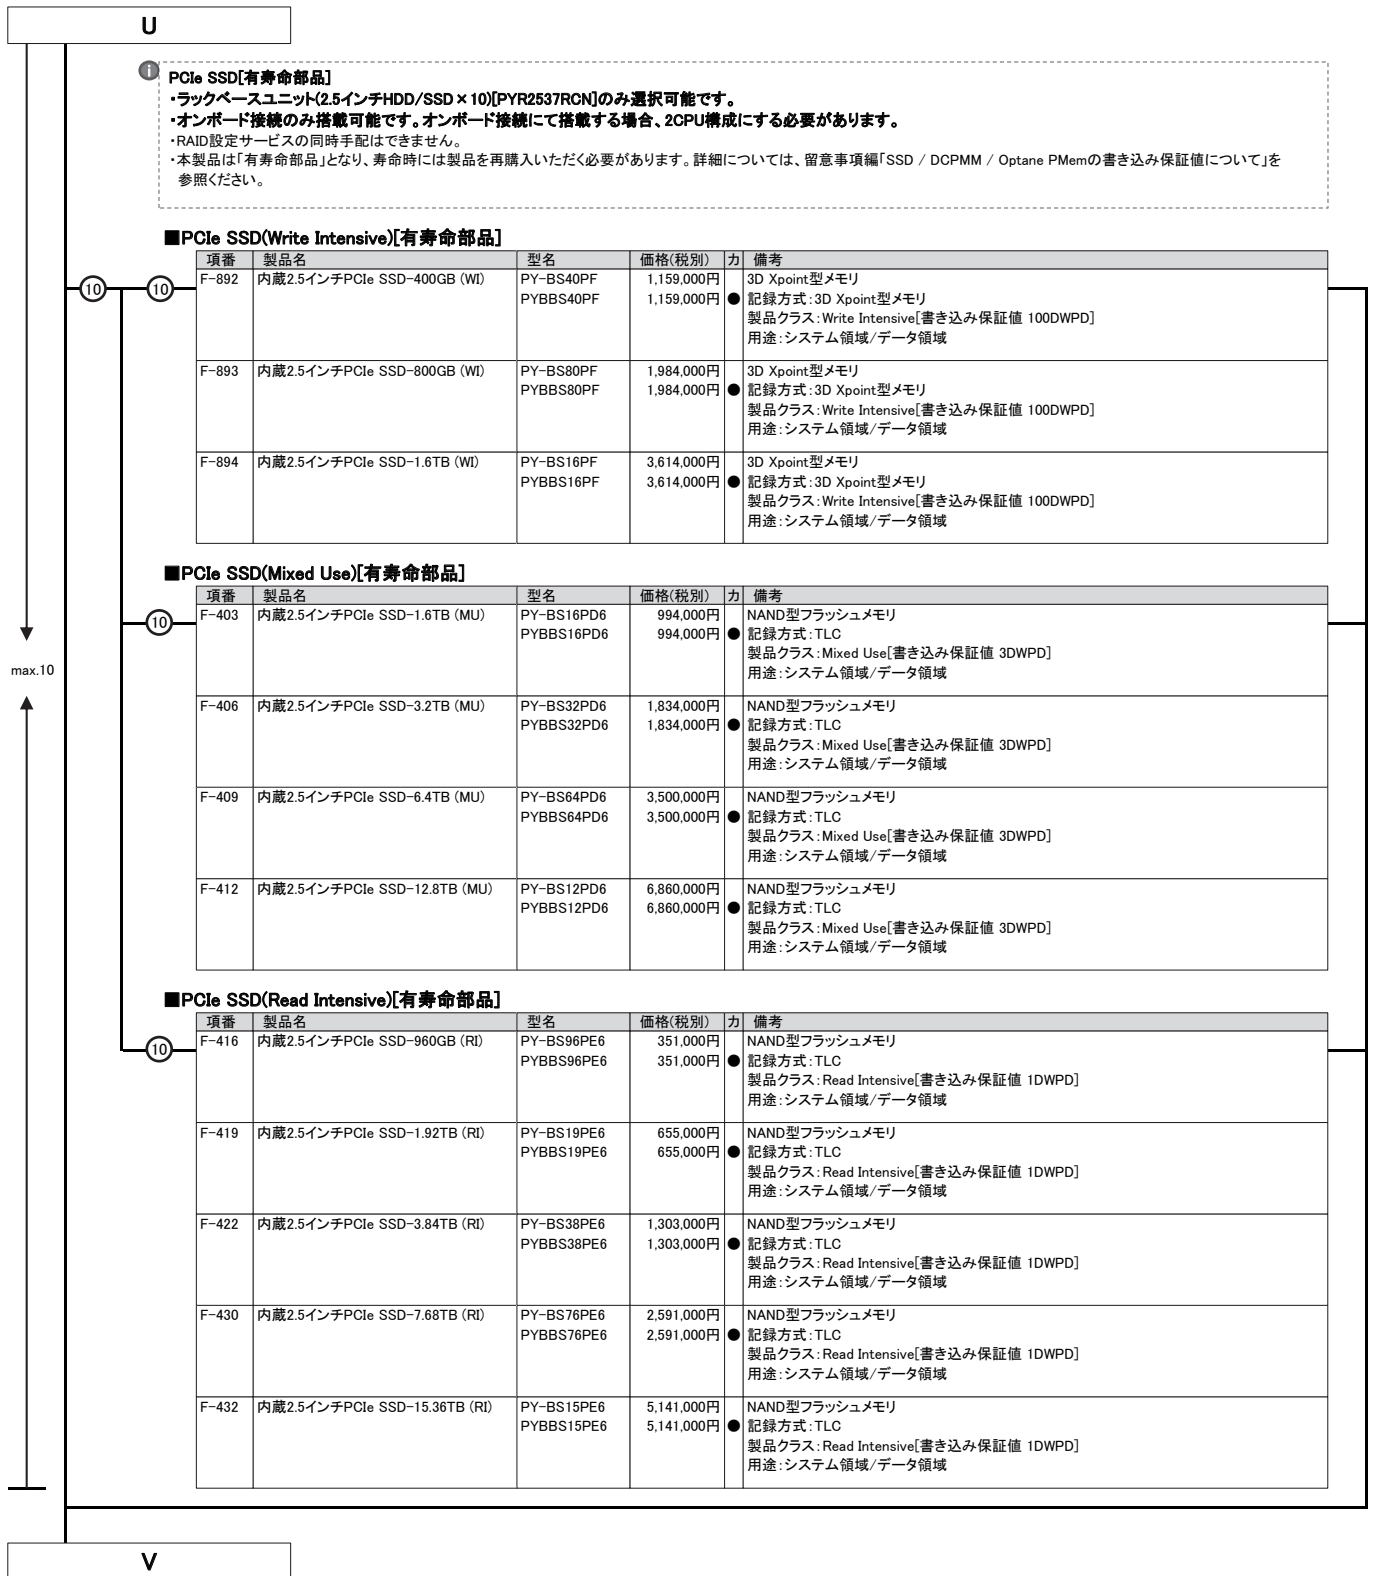 U
PCIe SSD[有寿命部品]
・ラックベースユニット(2.5インチHDD/SSD×10)[PYR2537RCN]のみ選択可能です。
・オンボード接続のみ搭載可能です。オンボード接続にて搭載する場合、2CPU構成にする必要があります。
・RAID設定サービスの同時手配はできません。
・本製品は「有寿命部品」となり、寿命時には製品を再購入いただく必要があります。詳細については、留意事項編「SSD / DCPMM / Optane PMemの書き込み保証値について」を
参照ください。
■PCIe SSD(Write Intensive)[有寿命部品]
項番 製品名 型名 価格(税別) カ 備考
10 10 F-892 内蔵2.5インチPCIe SSD-400GB (WI) PY-BS40PF 1,159,000円 3D Xpoint型メモリ
PYBBS40PF 1,159,000円 ● 記録方式:3D Xpoint型メモリ
製品クラス:Write Intensive[書き込み保証値 100DWPD]
用途:システム領域/データ領域
F-893 内蔵2.5インチPCIe SSD-800GB (WI) PY-BS80PF 1,984,000円 3D Xpoint型メモリ
PYBBS80PF 1,984,000円 ● 記録方式:3D Xpoint型メモリ
製品クラス:Write Intensive[書き込み保証値 100DWPD]
用途:システム領域/データ領域
F-894 内蔵2.5インチPCIe SSD-1.6TB (WI) PY-BS16PF 3,614,000円 3D Xpoint型メモリ
PYBBS16PF 3,614,000円 ● 記録方式:3D Xpoint型メモリ
製品クラス:Write Intensive[書き込み保証値 100DWPD]
用途:システム領域/データ領域
■PCIe SSD(Mixed Use)[有寿命部品]
項番 製品名 型名 価格(税別) カ 備考
10 F-403 内蔵2.5インチPCIe SSD-1.6TB (MU) PY-BS16PD6 994,000円 NAND型フラッシュメモリ
PYBBS16PD6 994,000円 ● 記録方式:TLC
製品クラス:Mixed Use[書き込み保証値 3DWPD]
max.10 用途:システム領域/データ領域
F-406 内蔵2.5インチPCIe SSD-3.2TB (MU) PY-BS32PD6 1,834,000円 NAND型フラッシュメモリ
PYBBS32PD6 1,834,000円 ● 記録方式:TLC
製品クラス:Mixed Use[書き込み保証値 3DWPD]
用途:システム領域/データ領域
F-409 内蔵2.5インチPCIe SSD-6.4TB (MU) PY-BS64PD6 3,500,000円 NAND型フラッシュメモリ
PYBBS64PD6 3,500,000円 ● 記録方式:TLC
製品クラス:Mixed Use[書き込み保証値 3DWPD]
用途:システム領域/データ領域
F-412 内蔵2.5インチPCIe SSD-12.8TB (MU) PY-BS12PD6 6,860,000円 NAND型フラッシュメモリ
PYBBS12PD6 6,860,000円 ● 記録方式:TLC
製品クラス:Mixed Use[書き込み保証値 3DWPD]
用途:システム領域/データ領域
■PCIe SSD(Read Intensive)[有寿命部品]
項番 製品名 型名 価格(税別) カ 備考
10 F-416 内蔵2.5インチPCIe SSD-960GB (RI) PY-BS96PE6 351,000円 NAND型フラッシュメモリ
PYBBS96PE6 351,000円 ● 記録方式:TLC
製品クラス:Read Intensive[書き込み保証値 1DWPD]
用途:システム領域/データ領域
F-419 内蔵2.5インチPCIe SSD-1.92TB (RI) PY-BS19PE6 655,000円 NAND型フラッシュメモリ
PYBBS19PE6 655,000円 ● 記録方式:TLC
製品クラス:Read Intensive[書き込み保証値 1DWPD]
用途:システム領域/データ領域
F-422 内蔵2.5インチPCIe SSD-3.84TB (RI) PY-BS38PE6 1,303,000円 NAND型フラッシュメモリ
PYBBS38PE6 1,303,000円 ● 記録方式:TLC
製品クラス:Read Intensive[書き込み保証値 1DWPD]
用途:システム領域/データ領域
F-430 内蔵2.5インチPCIe SSD-7.68TB (RI) PY-BS76PE6 2,591,000円 NAND型フラッシュメモリ
PYBBS76PE6 2,591,000円 ● 記録方式:TLC
製品クラス:Read Intensive[書き込み保証値 1DWPD]
用途:システム領域/データ領域
F-432 内蔵2.5インチPCIe SSD-15.36TB (RI) PY-BS15PE6 5,141,000円 NAND型フラッシュメモリ
PYBBS15PE6 5,141,000円 ● 記録方式:TLC
製品クラス:Read Intensive[書き込み保証値 1DWPD]
用途:システム領域/データ領域
V